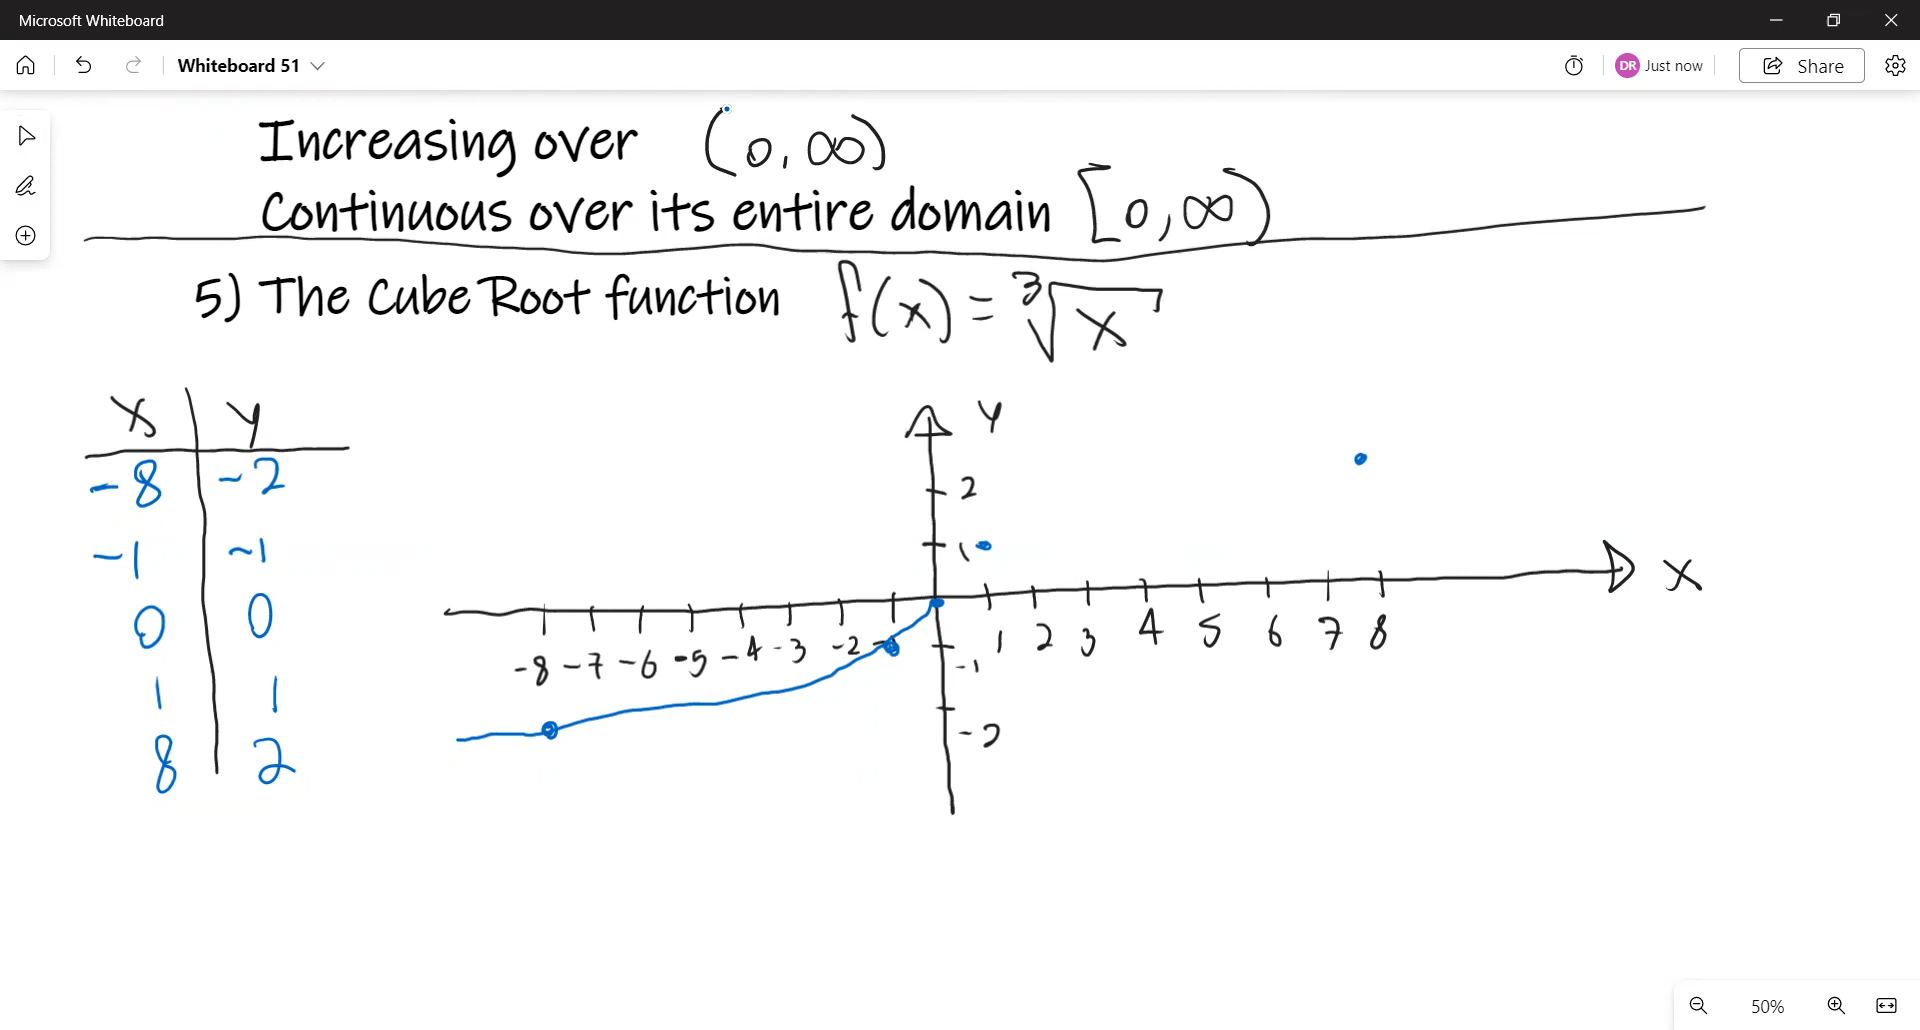 Microsoft Whiteboard
Whiteboard 51
DR Just now Share
Increasing over (0, ∞)
Continuous over its entire domain [0, ∞)
5) The Cube Root function f(x) = ∛x
x y
-8 -2
-1 -1
0 0
1 1
8 2
y
2
1
x
-8 -7 -6 -5 -4 -3 -2 1 2 3 4 5 6 7 8
-1
-2
50%